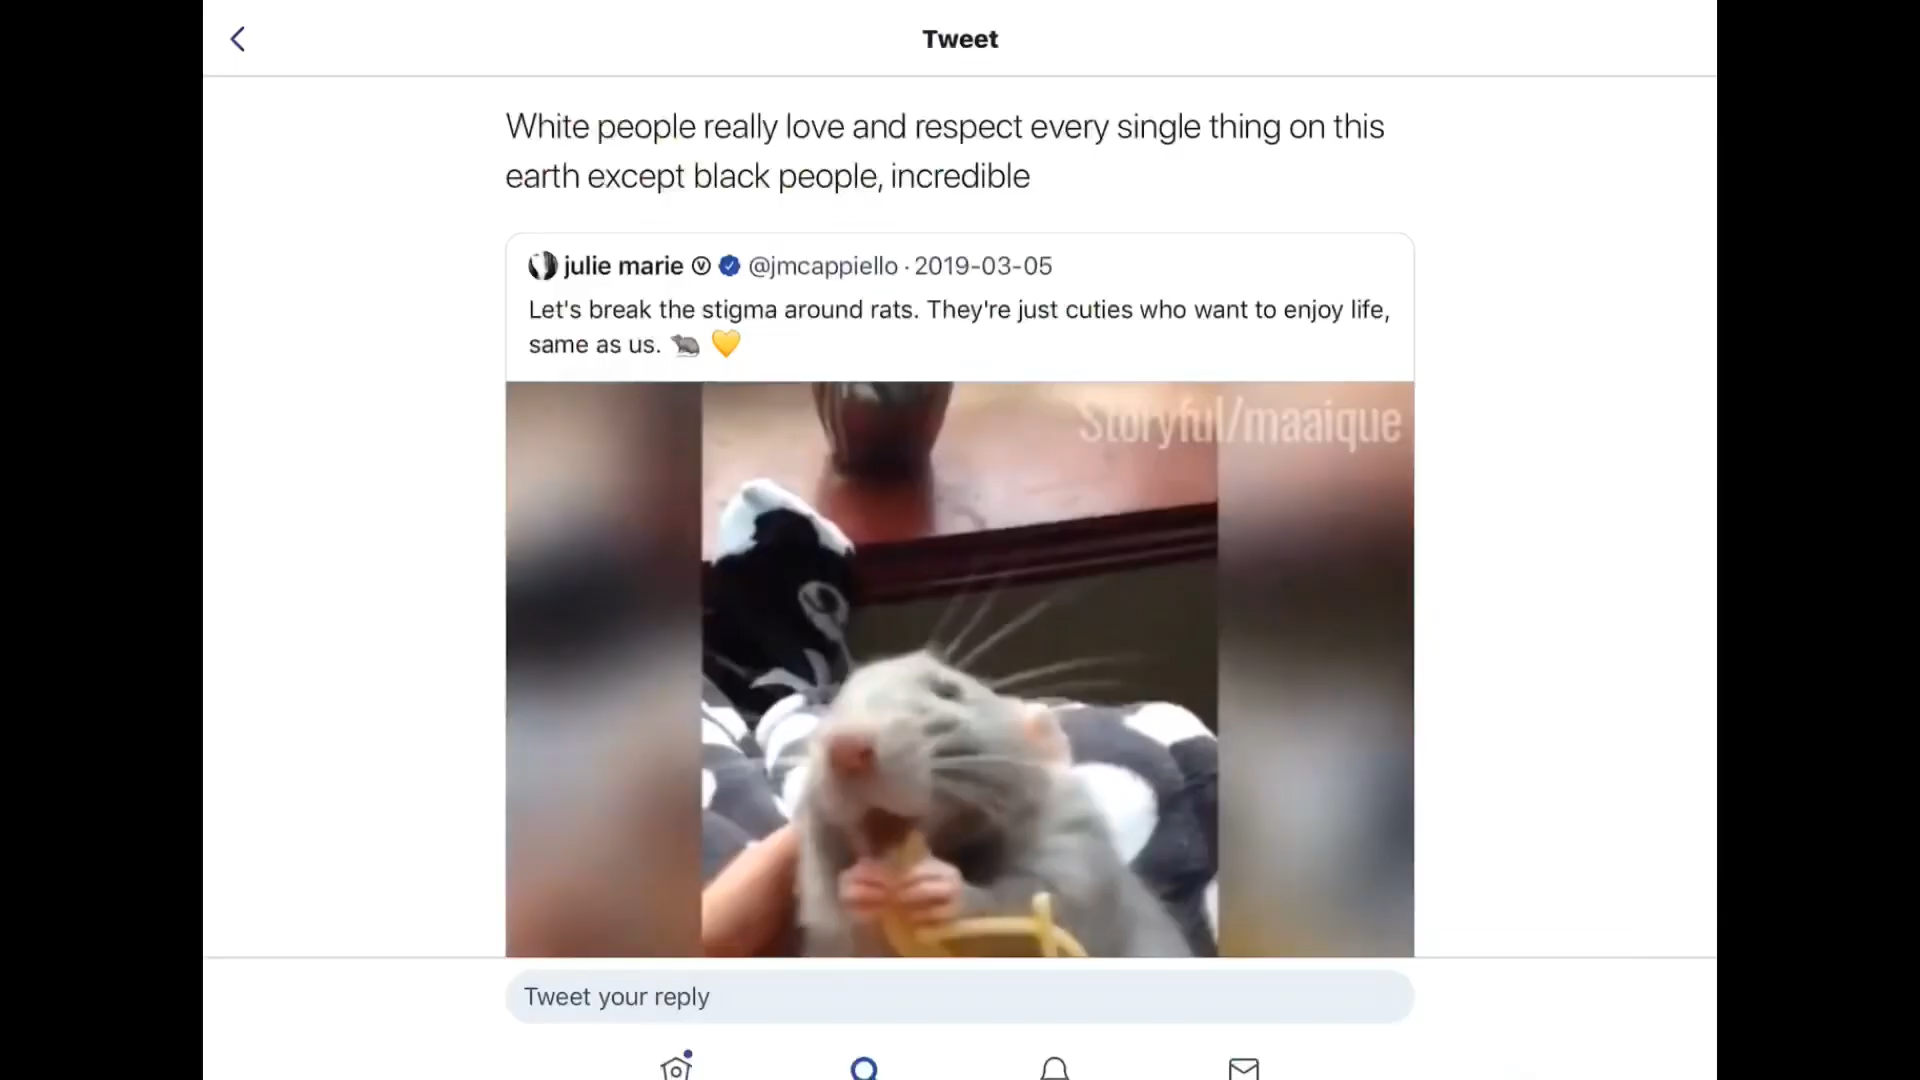 Tweet
White people really love and respect every single thing on this
earth except black people, incredible
julie marie Ⓥ @jmcappiello · 2019-03-05
Let's break the stigma around rats. They're just cuties who want to enjoy life,
same as us. 🐀 💛
Storyful/maaique
Tweet your reply